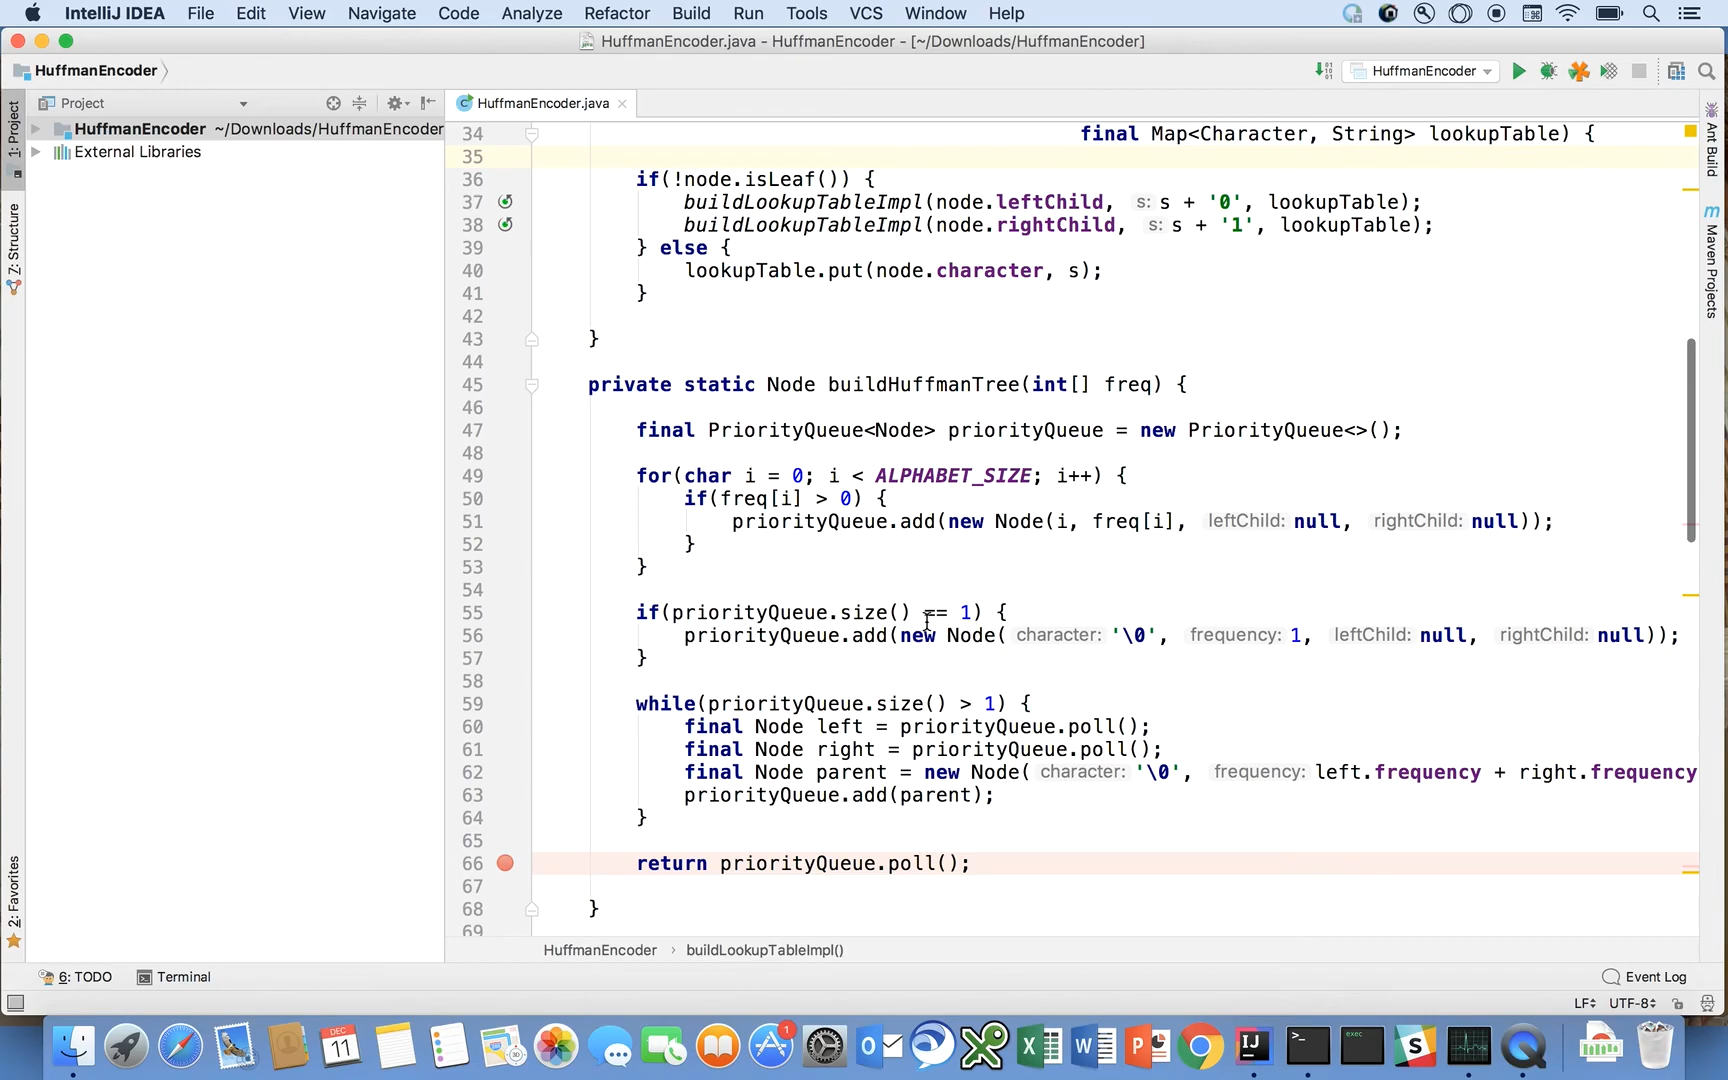 IntelliJ IDEA File Edit View Navigate Code Analyze Refactor Build Run Tools VCS Window Help
HuffmanEncoder.java - HuffmanEncoder - [~/Downloads/HuffmanEncoder]
HuffmanEncoder HuffmanEncoder
Project HuffmanEncoder.java
HuffmanEncoder ~/Downloads/HuffmanEncoder
External Libraries
1: Project
7: Structure
2: Favorites
Ant Build
Maven Projects
34 final Map<Character, String> lookupTable) {
35
36 if(!node.isLeaf()) {
37 buildLookupTableImpl(node.leftChild, s: s + '0', lookupTable);
38 buildLookupTableImpl(node.rightChild, s: s + '1', lookupTable);
39 } else {
40 lookupTable.put(node.character, s);
41 }
42
43 }
44
45 private static Node buildHuffmanTree(int[] freq) {
46
47 final PriorityQueue<Node> priorityQueue = new PriorityQueue<>();
48
49 for(char i = 0; i < ALPHABET_SIZE; i++) {
50 if(freq[i] > 0) {
51 priorityQueue.add(new Node(i, freq[i], leftChild: null, rightChild: null));
52 }
53 }
54
55 if(priorityQueue.size() == 1) {
56 priorityQueue.add(new Node( character: '\0', frequency: 1, leftChild: null, rightChild: null));
57 }
58
59 while(priorityQueue.size() > 1) {
60 final Node left = priorityQueue.poll();
61 final Node right = priorityQueue.poll();
62 final Node parent = new Node( character: '\0', frequency: left.frequency + right.frequency
63 priorityQueue.add(parent);
64 }
65
66 return priorityQueue.poll();
67
68 }
69
HuffmanEncoder › buildLookupTableImpl()
6: TODO Terminal Event Log
LF UTF-8
DEC
11
1
IJ
exec